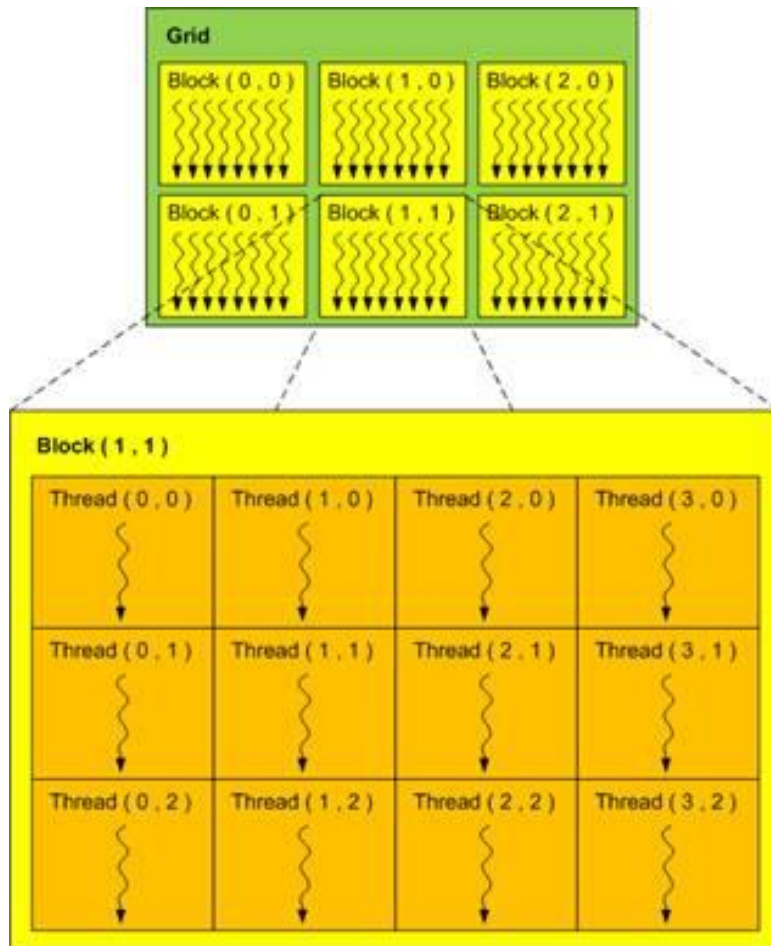 Grid
Block ( 0 , 0 ) Block ( 1 , 0 ) Block ( 2 , 0 )
Block ( 0 , 1 ) Block ( 1 , 1 ) Block ( 2 , 1 )
Block ( 1 , 1 )
Thread ( 0 , 0 ) Thread ( 1 , 0 ) Thread ( 2 , 0 ) Thread ( 3 , 0 )
Thread ( 0 , 1 ) Thread ( 1 , 1 ) Thread ( 2 , 1 ) Thread ( 3 , 1 )
Thread ( 0 , 2 ) Thread ( 1 , 2 ) Thread ( 2 , 2 ) Thread ( 3 , 2 )